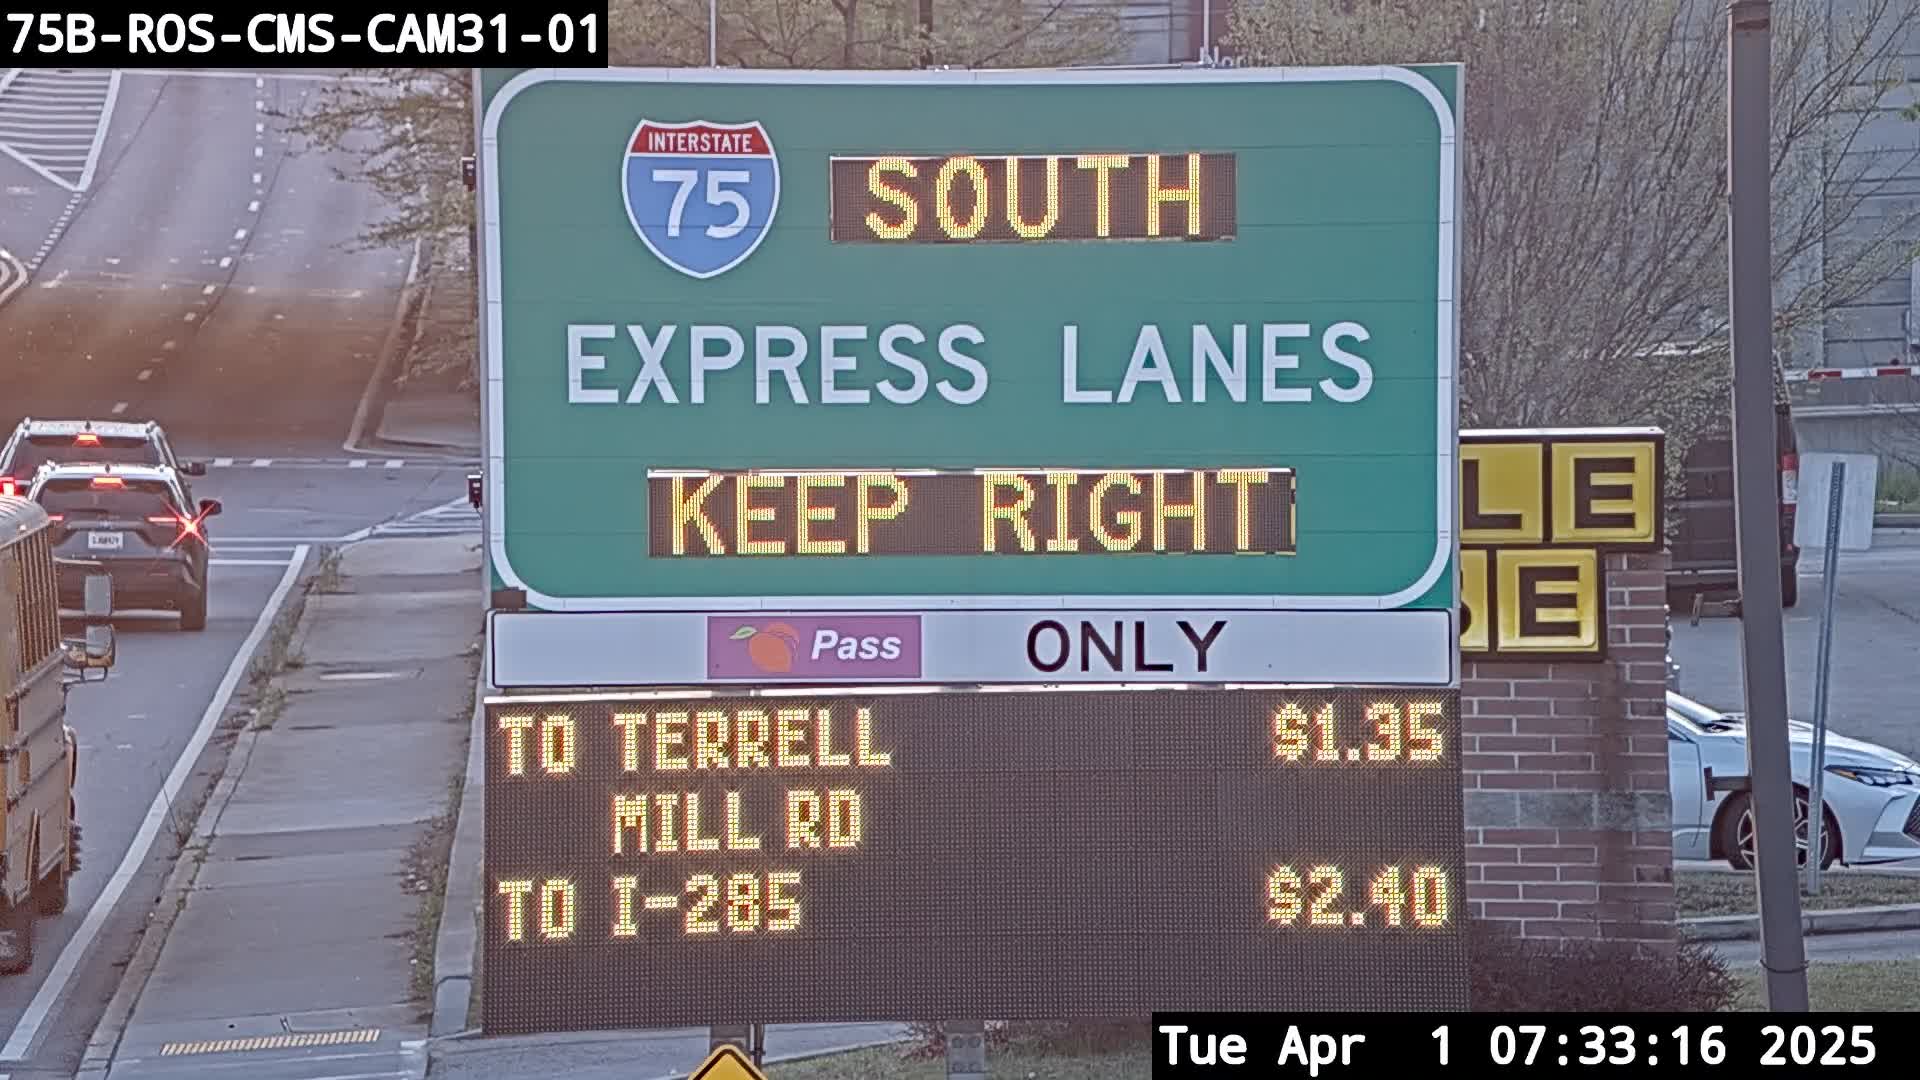 75B-ROS-CMS-CAM31-01
INTERSTATE
75
SOUTH
EXPRESS LANES
KEEP RIGHT
Pass ONLY
TO TERRELL $1.35
MILL RD
TO I-285 $2.40
LE
E
Tue Apr 1 07:33:16 2025